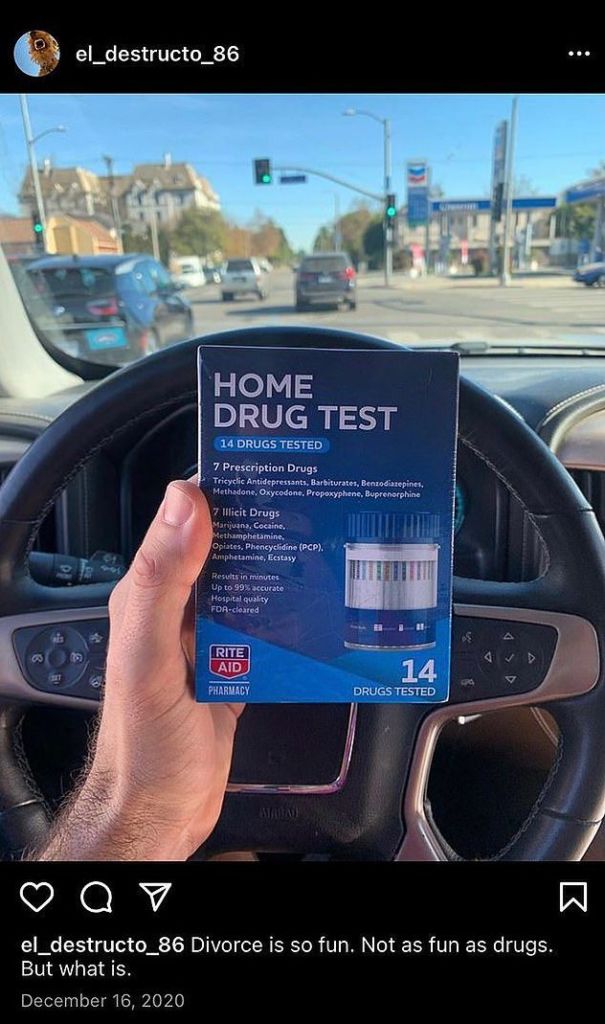 el_destructo_86
HOME
DRUG TEST
14 DRUGS TESTED
7 Prescription Drugs
Tricyclic Antidepressants, Barbiturates, Benzodiazepines,
Methadone, Oxycodone, Propoxyphene, Buprenorphine
7 Illicit Drugs
Marijuana, Cocaine,
Methamphetamine,
Opiates, Phencyclidine (PCP),
Amphetamine, Ecstasy
Results in minutes
Up to 99% accurate
Hospital quality
FDA-cleared
RITE
AID
PHARMACY
14
DRUGS TESTED
RES
SET
AIRBAG
el_destructo_86 Divorce is so fun. Not as fun as drugs.
But what is.
December 16, 2020